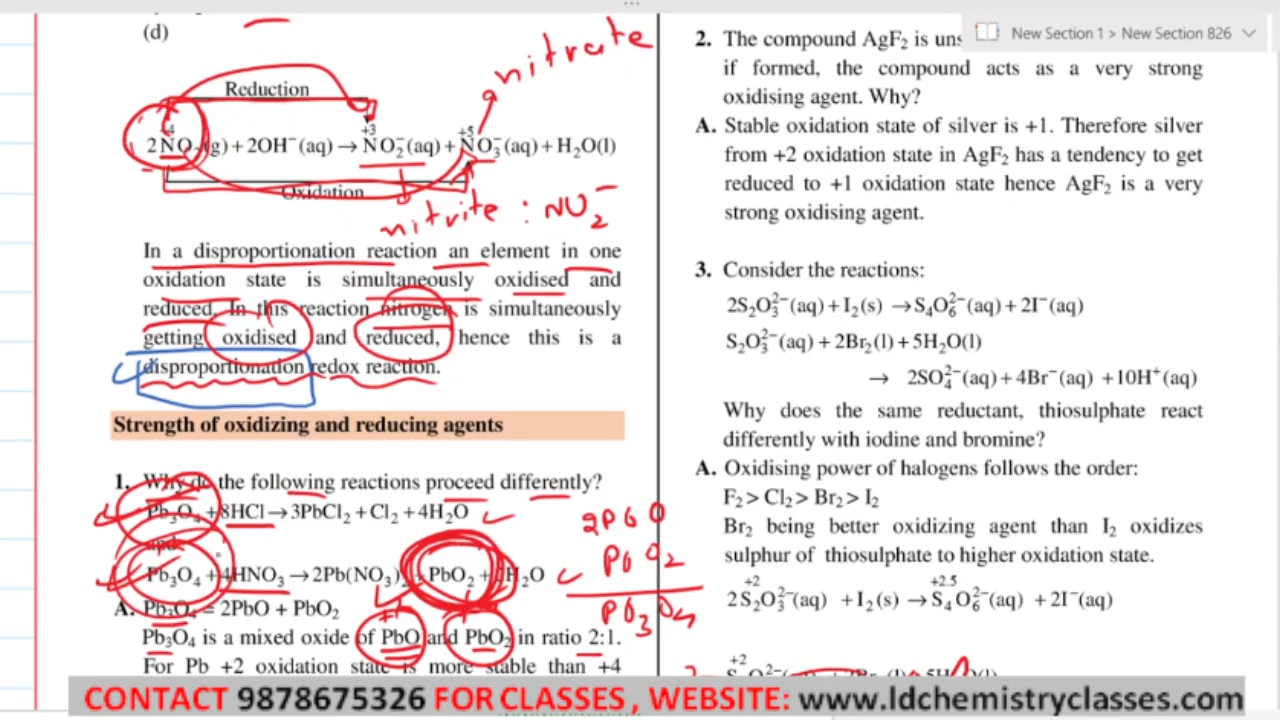 (d)
nitrate
Reduction
+4 +3 +5
2NO2(g) + 2OH⁻(aq) → NO₂⁻(aq) + NO₃⁻(aq) + H₂O(l)
Oxidation
nitrite : NO₂⁻
In a disproportionation reaction an element in one
oxidation state is simultaneously oxidised and
reduced. In this reaction nitrogen is simultaneously
getting oxidised and reduced, hence this is a
disproportionation redox reaction.
Strength of oxidizing and reducing agents
1. Why do the following reactions proceed differently?
Pb₃O₄ + 8HCl → 3PbCl₂ + Cl₂ + 4H₂O
and
Pb₃O₄ + 4HNO₃ → 2Pb(NO₃)₂ + PbO₂ + 2H₂O
2PbO
PbO₂
Pb₃O₄
A. Pb₃O₄ = 2PbO + PbO₂
Pb₃O₄ is a mixed oxide of PbO and PbO₂ in ratio 2:1.
For Pb +2 oxidation state is more stable than +4
New Section 1 > New Section 826
2. The compound AgF₂ is uns
if formed, the compound acts as a very strong
oxidising agent. Why?
A. Stable oxidation state of silver is +1. Therefore silver
from +2 oxidation state in AgF₂ has a tendency to get
reduced to +1 oxidation state hence AgF₂ is a very
strong oxidising agent.
3. Consider the reactions:
2S₂O₃²⁻(aq) + I₂(s) → S₄O₆²⁻(aq) + 2I⁻(aq)
S₂O₃²⁻(aq) + 2Br₂(l) + 5H₂O(l)
→ 2SO₄²⁻(aq) + 4Br⁻(aq) + 10H⁺(aq)
Why does the same reductant, thiosulphate react
differently with iodine and bromine?
A. Oxidising power of halogens follows the order:
F₂ > Cl₂ > Br₂ > I₂
Br₂ being better oxidizing agent than I₂ oxidizes
sulphur of thiosulphate to higher oxidation state.
+2 +2.5
2S₂O₃²⁻(aq) + I₂(s) → S₄O₆²⁻(aq) + 2I⁻(aq)
+2
CONTACT 9878675326 FOR CLASSES , WEBSITE: www.ldchemistryclasses.com